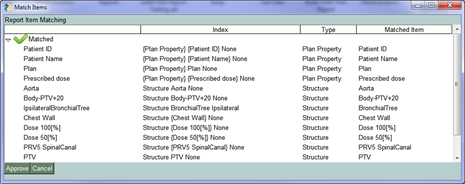 Match Items
Report Item Matching
Index Type Matched Item
Matched
Patient ID {Plan Property} {Patient ID} None Plan Property Patient ID
Patient Name {Plan Property} {Patient Name} None Plan Property Patient Name
Plan {Plan Property} {Plan} None Plan Property Plan
Prescribed dose {Plan Property} {Prescribed dose} None Plan Property Prescribed dose
Aorta Structure Aorta None Structure Aorta
Body-PTV+20 Structure Body-PTV+20 None Structure Body-PTV+20
IpsilateralBronchialTree Structure BronchialTree Ipsilateral Structure IpsilateralBronchialTree
Chest Wall Structure {Chest Wall} None Structure Chest Wall
Dose 100[%] Structure {Dose 100[%]} None Structure Dose 100[%]
Dose 50[%] Structure {Dose 50[%]} None Structure Dose 50[%]
PRV5 SpinalCanal Structure {PRV5 SpinalCanal} None Structure PRV5 SpinalCanal
PTV Structure PTV None Structure PTV
Approve Cancel